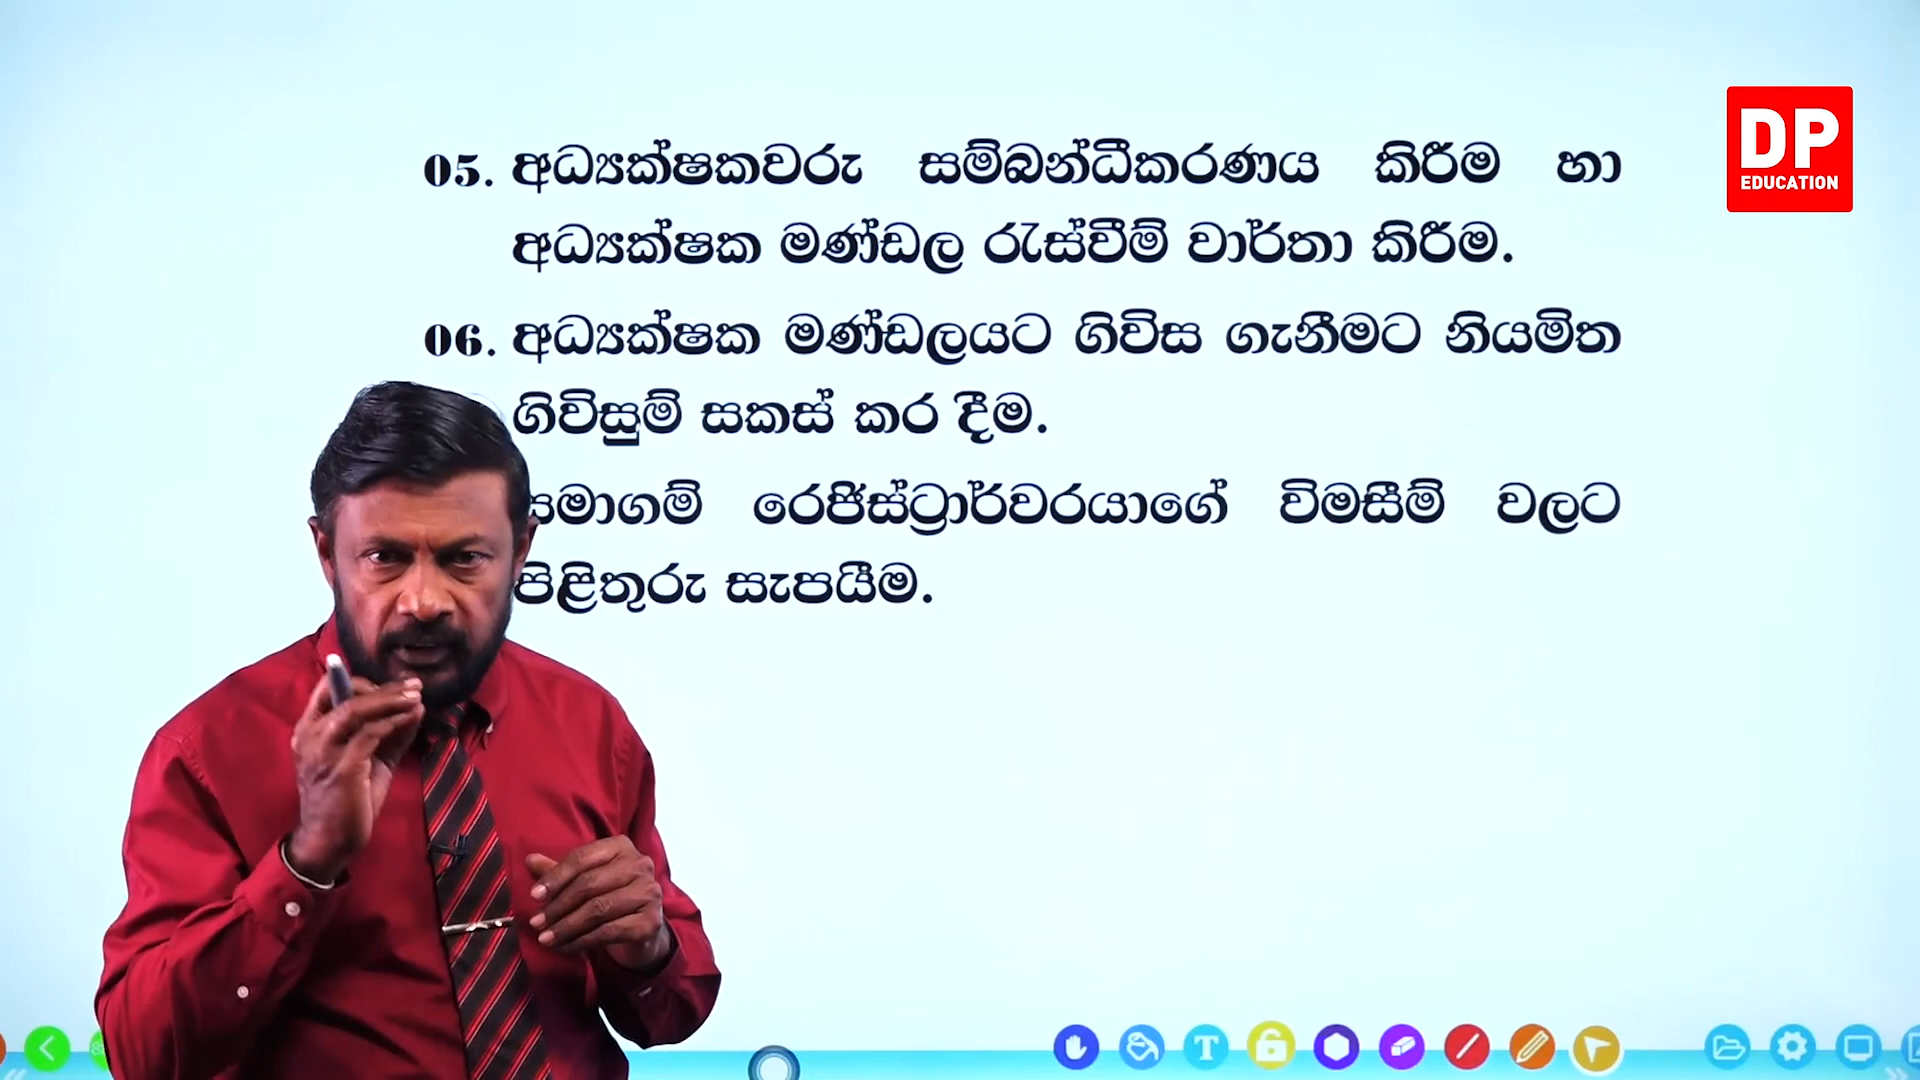 05. අධ්‍යක්ෂකවරු සම්බන්ධීකරණය කිරීම හා
අධ්‍යක්ෂක මණ්ඩල රැස්වීම් වාර්තා කිරීම.
06. අධ්‍යක්ෂක මණ්ඩලයට ගිවිස ගැනීමට නියමිත
ගිවිසුම් සකස් කර දීම.
සමාගම් රෙජිස්ට්‍රාර්වරයාගේ විමසීම් වලට
පිළිතුරු සැපයීම.
DP
EDUCATION
T